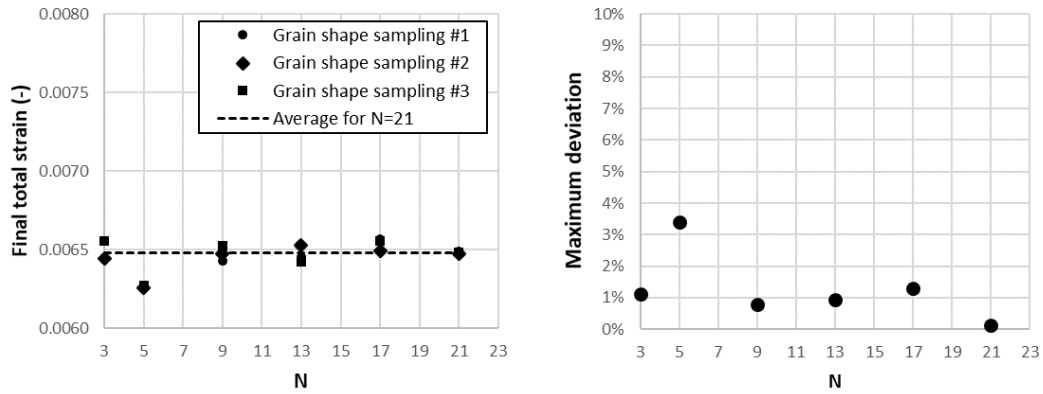 0.0080
0.0075
0.0070
0.0065
0.0060
Final total strain (-)
Grain shape sampling #1
Grain shape sampling #2
Grain shape sampling #3
Average for N=21
3 5 7 9 11 13 15 17 19 21 23
N
10%
9%
8%
7%
6%
5%
4%
3%
2%
1%
0%
Maximum deviation
3 5 7 9 11 13 15 17 19 21 23
N